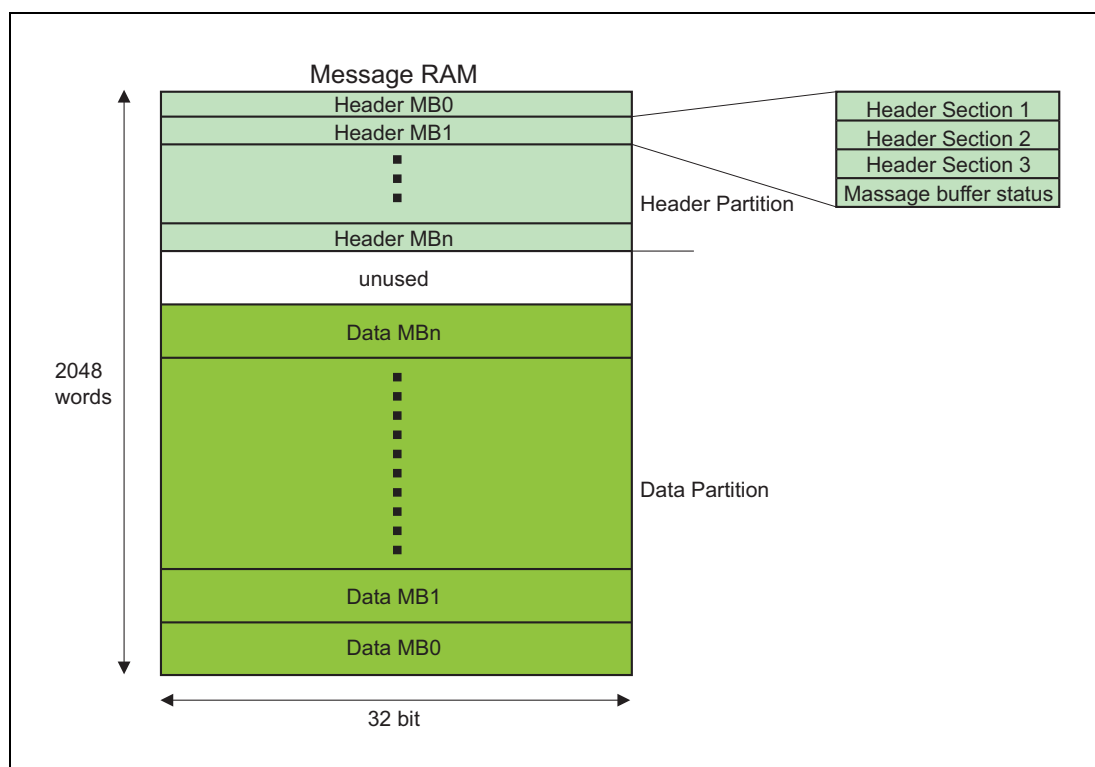 Message RAM
Header MB0
Header MB1
Header MBn
unused
Data MBn
Data MB1
Data MB0
2048
words
32 bit
Header Partition
Data Partition
Header Section 1
Header Section 2
Header Section 3
Massage buffer status